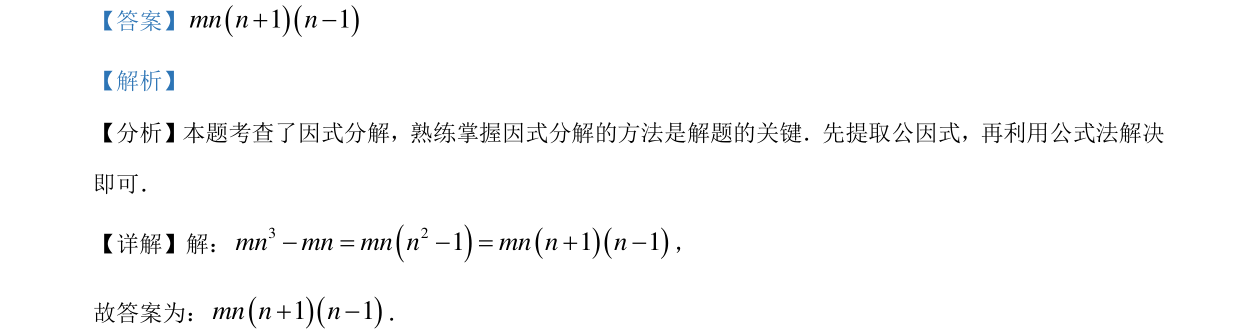 【答案】mn(n+1)(n−1)
【解析】
【分析】本题考查了因式分解，熟练掌握因式分解的方法是解题的关键．先提取公因式，再利用公式法解决
即可．
【详解】解：mn³−mn=mn(n²−1)=mn(n+1)(n−1)，
故答案为：mn(n+1)(n−1)．